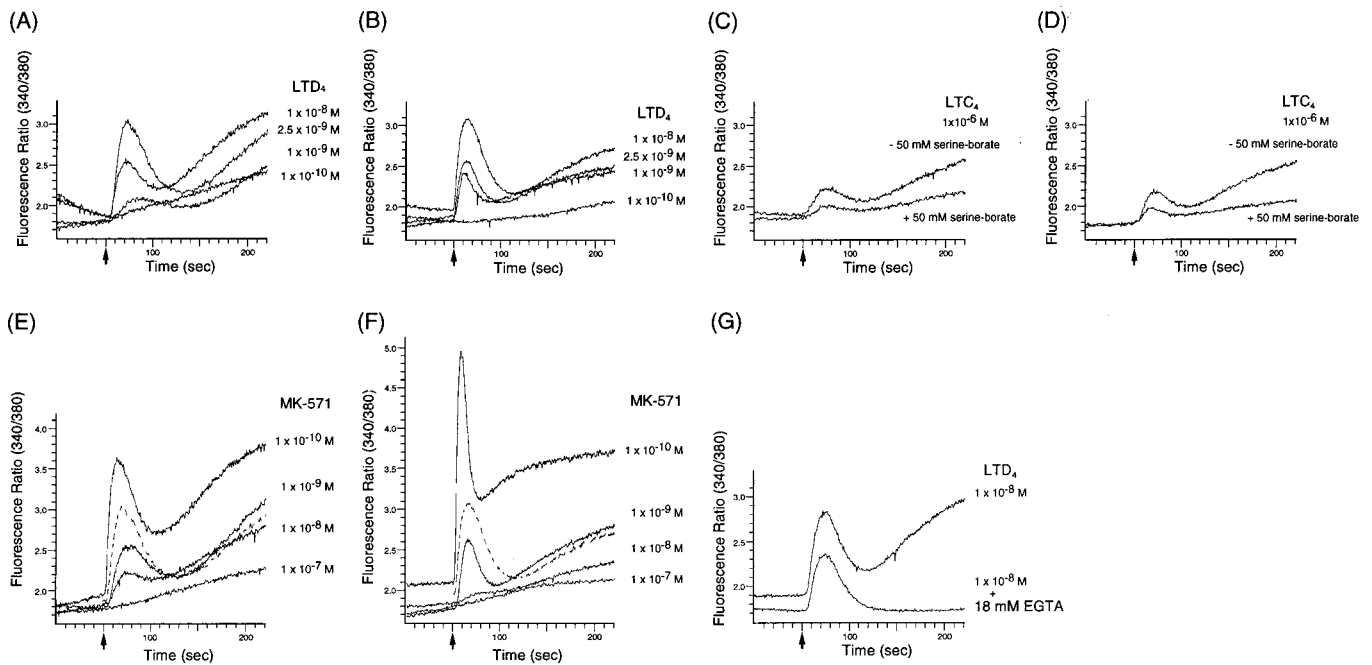 (A)
Fluorescence Ratio (340/380)
3.0
2.5
2.0
100
200
Time (sec)
LTD₄
1 x 10⁻⁸ M
2.5 x 10⁻⁹ M
1 x 10⁻⁹ M
1 x 10⁻¹⁰ M
(B)
Fluorescence Ratio (340/380)
3.0
2.5
2.0
100
200
Time (sec)
LTD₄
1 x 10⁻⁸ M
2.5 x 10⁻⁹ M
1 x 10⁻⁹ M
1 x 10⁻¹⁰ M
(C)
Fluorescence Ratio (340/380)
3.0
2.5
2.0
100
200
Time (sec)
LTC₄
1x10⁻⁶ M
- 50 mM serine-borate
+ 50 mM serine-borate
(D)
Fluorescence Ratio (340/380)
3.0
2.5
2.0
100
200
Time (sec)
LTC₄
1x10⁻⁶ M
- 50 mM serine-borate
+ 50 mM serine-borate
(E)
Fluorescence Ratio (340/380)
4.0
3.5
3.0
2.5
2.0
100
200
Time (sec)
MK-571
1 x 10⁻¹⁰ M
1 x 10⁻⁹ M
1 x 10⁻⁸ M
1 x 10⁻⁷ M
(F)
Fluorescence Ratio (340/380)
5.0
4.5
4.0
3.5
3.0
2.5
2.0
100
200
Time (sec)
MK-571
1 x 10⁻¹⁰ M
1 x 10⁻⁹ M
1 x 10⁻⁸ M
1 x 10⁻⁷ M
(G)
Fluorescence Ratio (340/380)
3.0
2.5
2.0
100
200
Time (sec)
LTD₄
1 x 10⁻⁸ M
1 x 10⁻⁸ M
+
18 mM EGTA